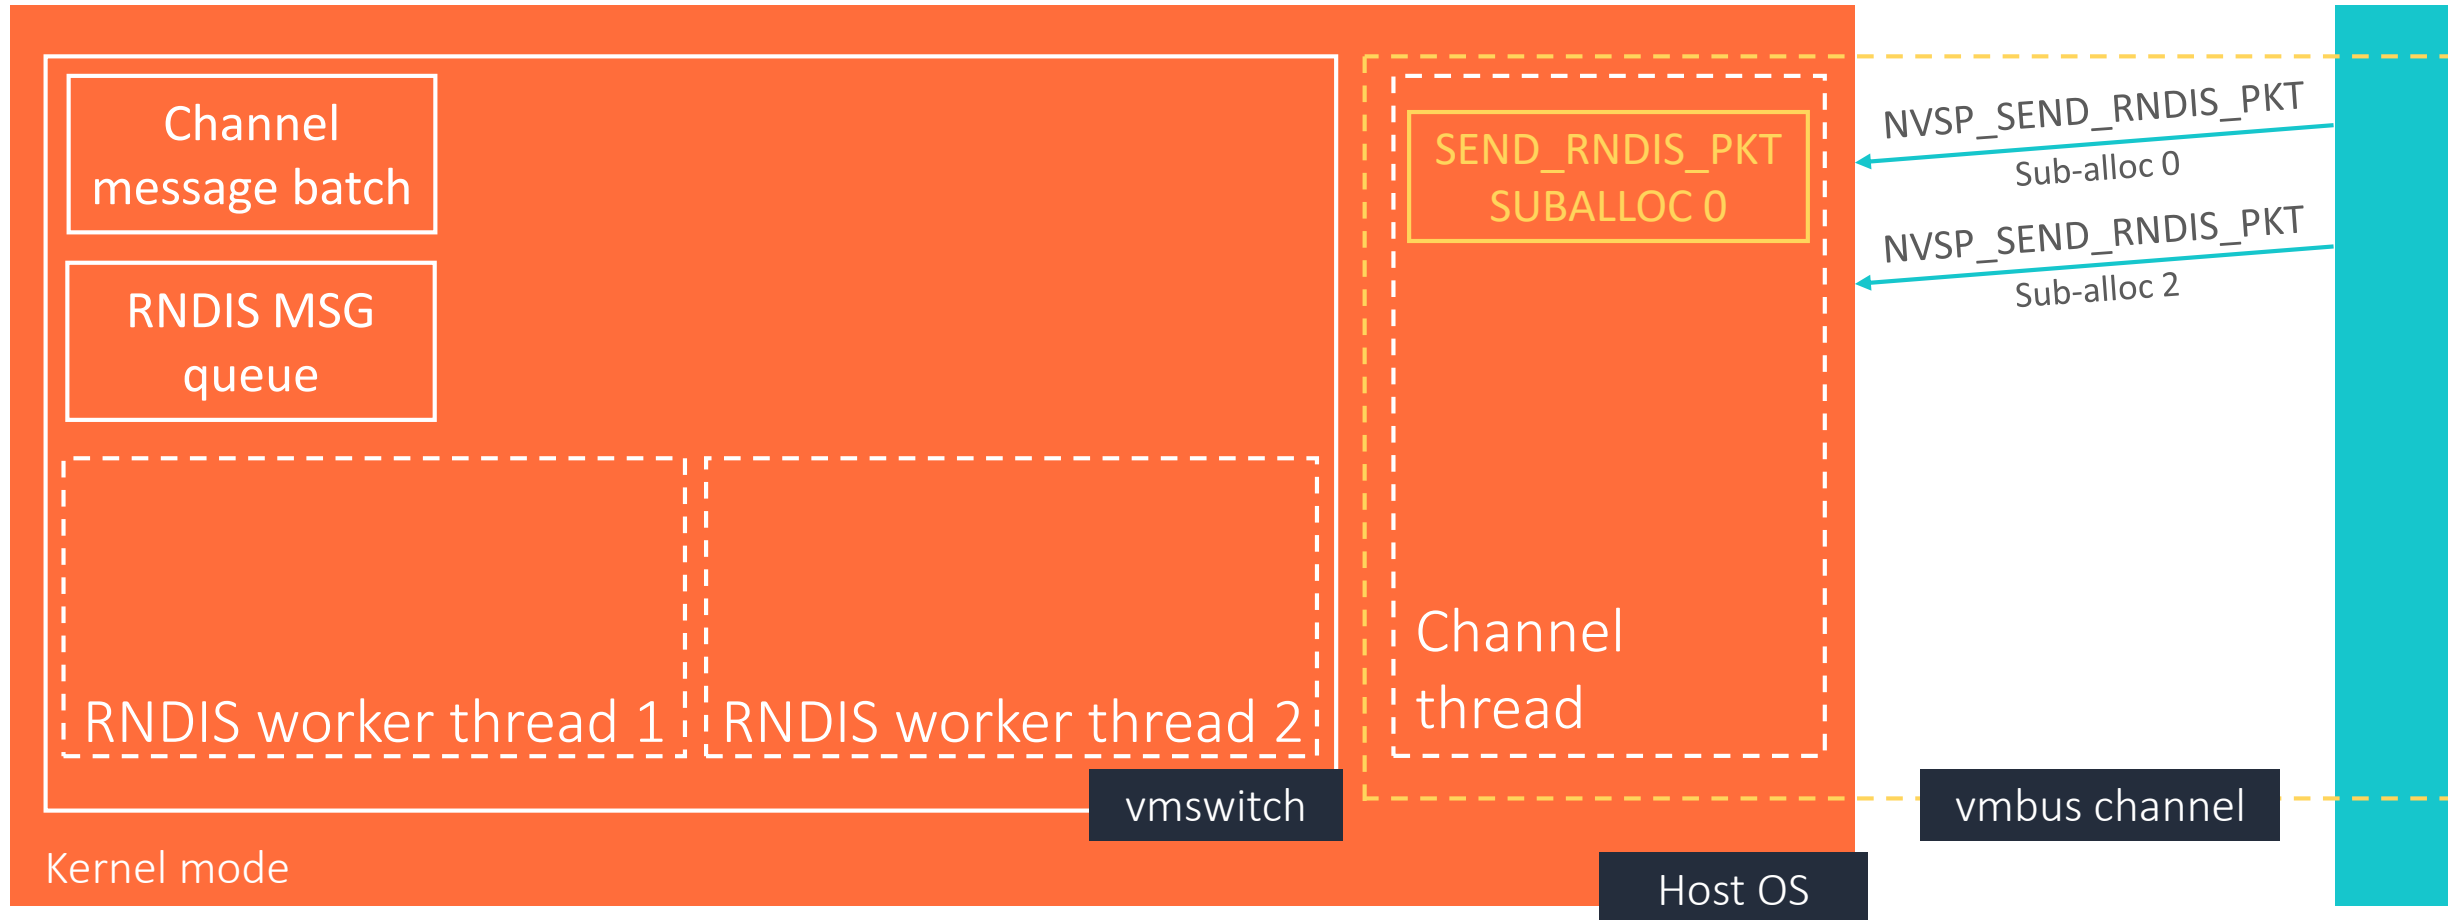 Channel
message batch
RNDIS MSG
queue
RNDIS worker thread 1
RNDIS worker thread 2
vmswitch
Kernel mode
SEND_RNDIS_PKT
SUBALLOC 0
Channel
thread
Host OS
NVSP_SEND_RNDIS_PKT
Sub-alloc 0
NVSP_SEND_RNDIS_PKT
Sub-alloc 2
vmbus channel